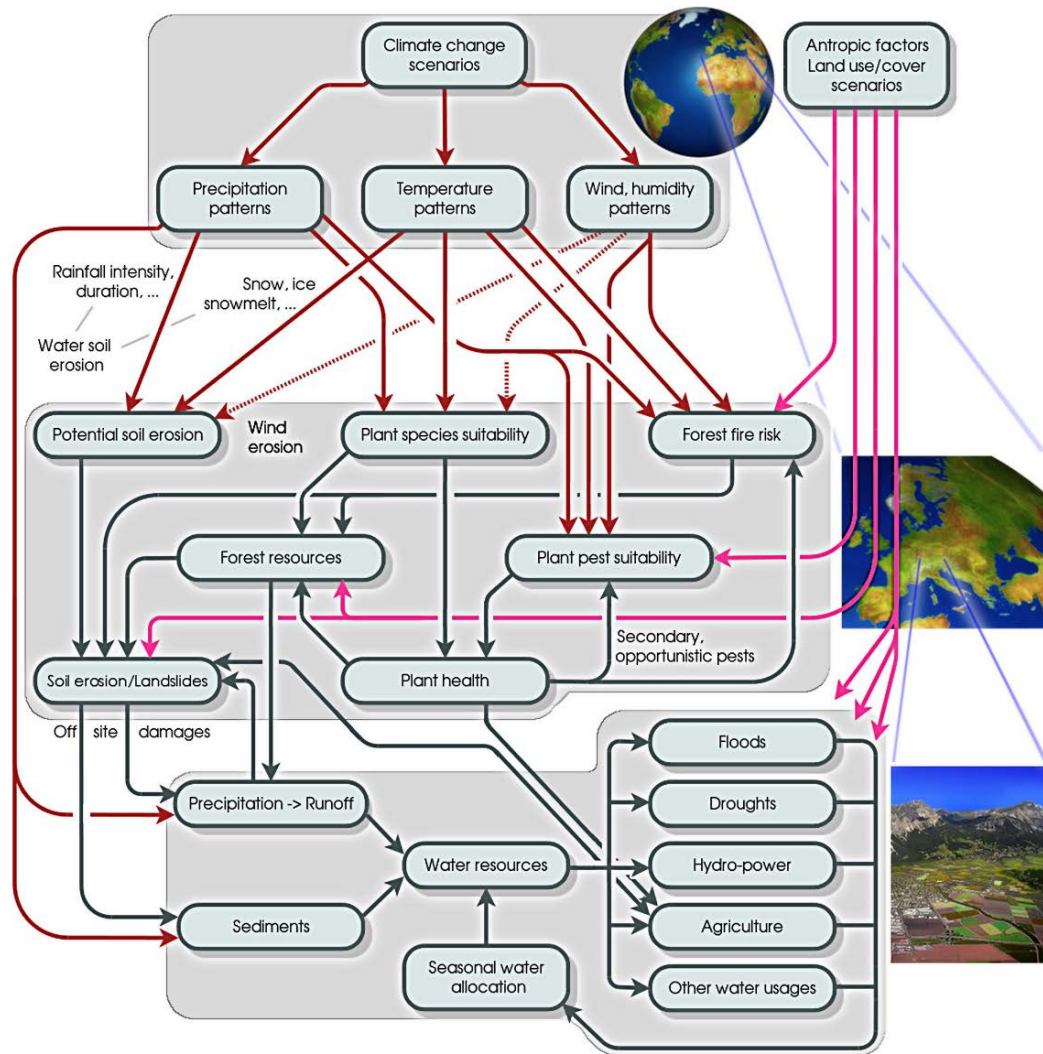 Climate change
scenarios
Antropic factors
Land use/cover
scenarios
Precipitation
patterns
Temperature
patterns
Wind, humidity
patterns
Rainfall intensity,
duration, ...
Snow, ice
snowmelt, ...
Water soil
erosion
Potential soil erosion
Wind
erosion
Plant species suitability
Forest fire risk
Forest resources
Plant pest suitability
Secondary,
opportunistic pests
Soil erosion/Landslides
Plant health
Off site damages
Floods
Precipitation -> Runoff
Droughts
Water resources
Hydro-power
Sediments
Agriculture
Seasonal water
allocation
Other water usages